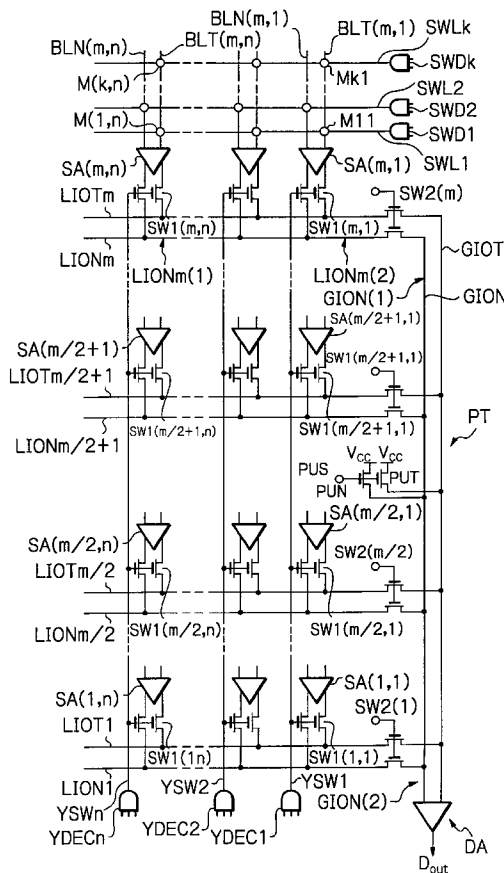 BLN(m,n) BLN(m,1)
BLT(m,n) BLT(m,1)
SWLk
SWDk
M(k,n) Mk1
SWL2
SWD2
M(1,n) M11
SWD1
SWL1
SA(m,n) SA(m,1)
LIOTm SW2(m)
SW1(m,n) SW1(m,1)
LIONm GIOT
LIONm(1) LIONm(2)
GION(1) GION
SA(m/2+1) SA(m/2+1,1)
SW1(m/2+1,1)
LIOTm/2+1
SW1(m/2+1,n) SW1(m/2+1,1)
LIONm/2+1
PT
VCC VCC
PUS PUT
PUN
SA(m/2,n) SA(m/2,1)
SW2(m/2)
LIOTm/2
LIONm/2 SW1(m/2,n) SW1(m/2,1)
SA(1,n) SA(1,1)
SW2(1)
LIOT1
SW1(1n) SW1(1,1)
LION1
YSWn YSW2 YSW1 GION(2)
YDECn YDEC2 YDEC1
DA
Dout